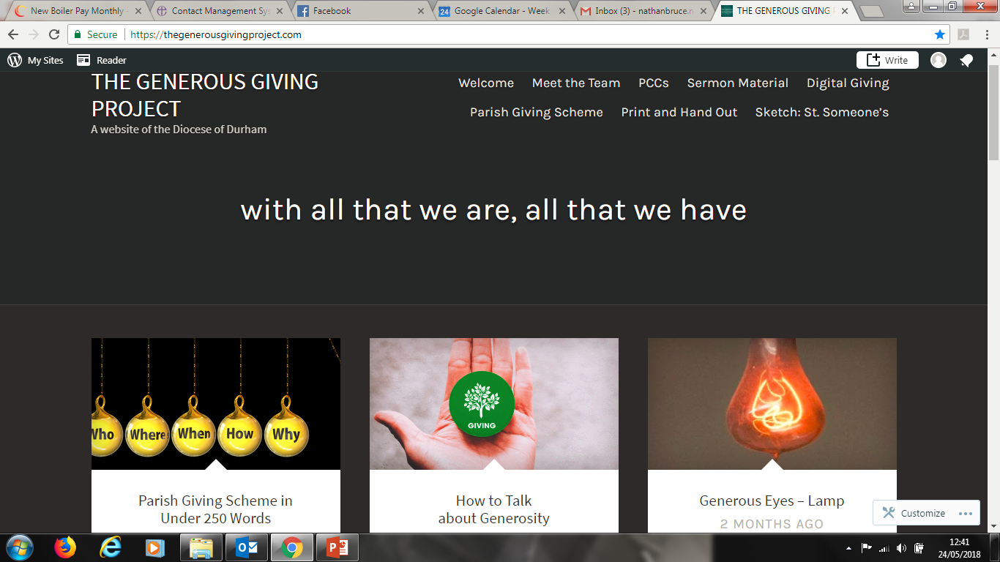 New Boiler Pay Monthly -
Contact Management Sys
Facebook
Google Calendar - Week
Inbox (3) - nathanbruce.n
THE GENEROUS GIVING P
Secure
https://thegenerousgivingproject.com
My Sites
Reader
Write
THE GENEROUS GIVING
PROJECT
A website of the Diocese of Durham
Welcome Meet the Team PCCs Sermon Material Digital Giving
Parish Giving Scheme Print and Hand Out Sketch: St. Someone’s
with all that we are, all that we have
Who Where When How Why
GIVING
Parish Giving Scheme in
Under 250 Words
How to Talk
about Generosity
Generous Eyes – Lamp
2 MONTHS AGO
Customize
12:41
24/05/2018